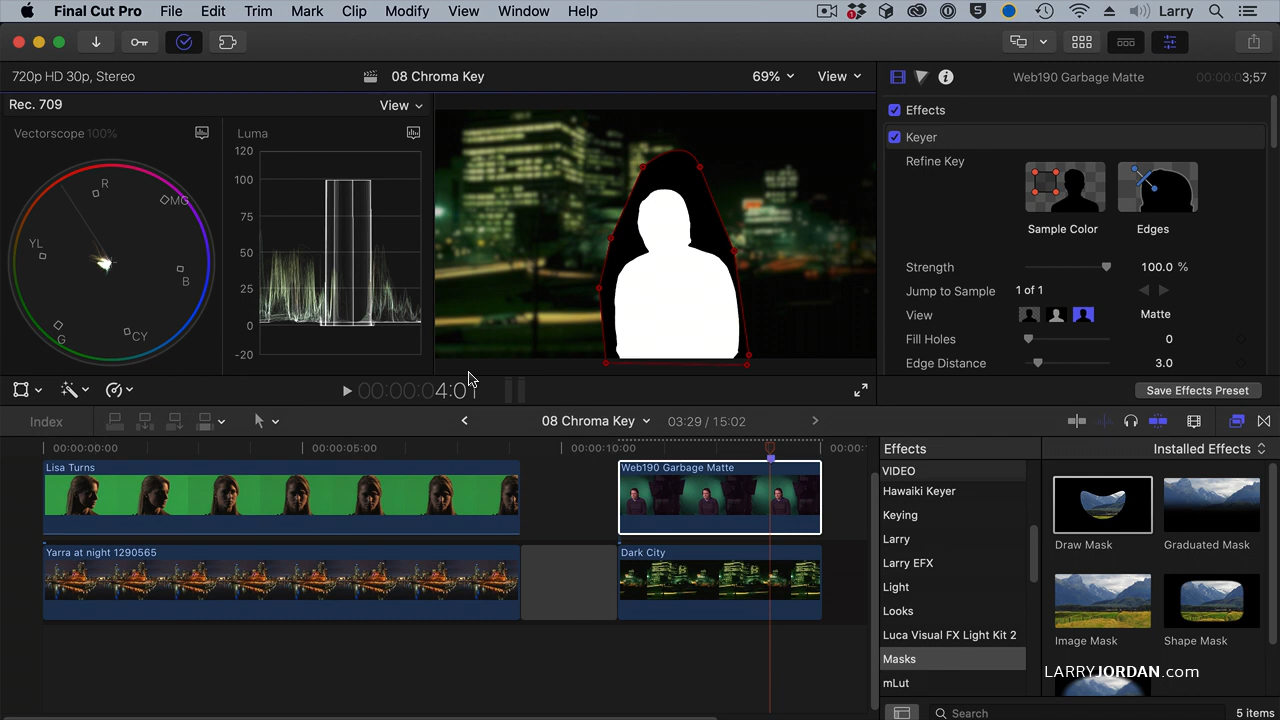 Final Cut Pro File Edit Trim Mark Clip Modify View Window Help Larry
720p HD 30p, Stereo
08 Chroma Key
69% View
Web190 Garbage Matte
3;57
Rec. 709
View
Effects
Vectorscope 100%
Luma
Keyer
120
100
75
50
25
0
-20
R
MG
YL
B
G
CY
Refine Key
Sample Color
Edges
Strength
100.0 %
Jump to Sample
1 of 1
View
Matte
Fill Holes
0
Edge Distance
3.0
Save Effects Preset
Index
08 Chroma Key
03:29 / 15:02
Effects
Installed Effects
00:00:00:00
00:00:05:00
00:00:10:00
00:00:1
Lisa Turns
Web190 Garbage Matte
Yarra at night 1290565
Dark City
VIDEO
Hawaiki Keyer
Keying
Larry
Larry EFX
Light
Looks
Luca Visual FX Light Kit 2
Masks
mLut
Draw Mask
Graduated Mask
Image Mask
Shape Mask
LARRYJORDAN.com
Search
5 items